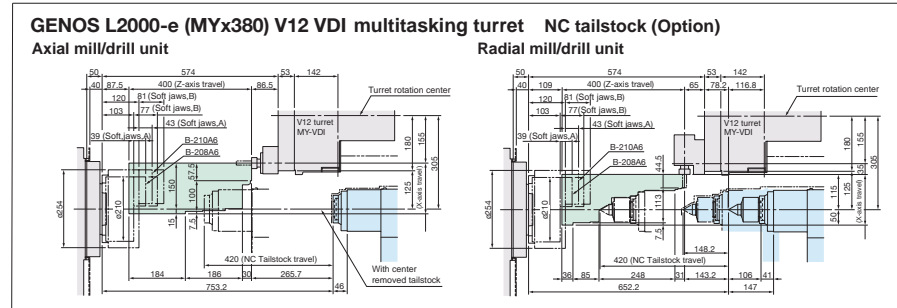 GENOS L2000-e (MYx380) V12 VDI multitasking turret NC tailstock (Option)
Axial mill/drill unit
50 574 53 142
40 87.5 400 (Z-axis travel) 86.5
120 81 (Soft jaws,B)
103 77 (Soft jaws,B)
43 (Soft jaws,A)
39 (Soft jaws,A)
Turret rotation center
V12 turret
MY-VDI
B-210A6
B-208A6
180 155 305
57.5
150 100 125 (X-axis travel)
ø254 ø210
15 7.5
420 (NC Tailstock travel)
184 186 30 265.7
753.2 46
With center
removed tailstock
Radial mill/drill unit
50 574 53 142
40 109 400 (Z-axis travel) 65 78.2 116.8
120 81 (Soft jaws,B)
103 77(Soft jaws,B)
43 (Soft jaws,A)
39 (Soft jaws,A)
Turret rotation center
V12 turret
MY-VDI
B-210A6
B-208A6
180 155 305
44.5 35
113 115 125 (X-axis travel)
ø254 ø210
7.5 50
148.2
420 (NC Tailstock travel)
36 85 248 31 143.2 106 41
652.2 147